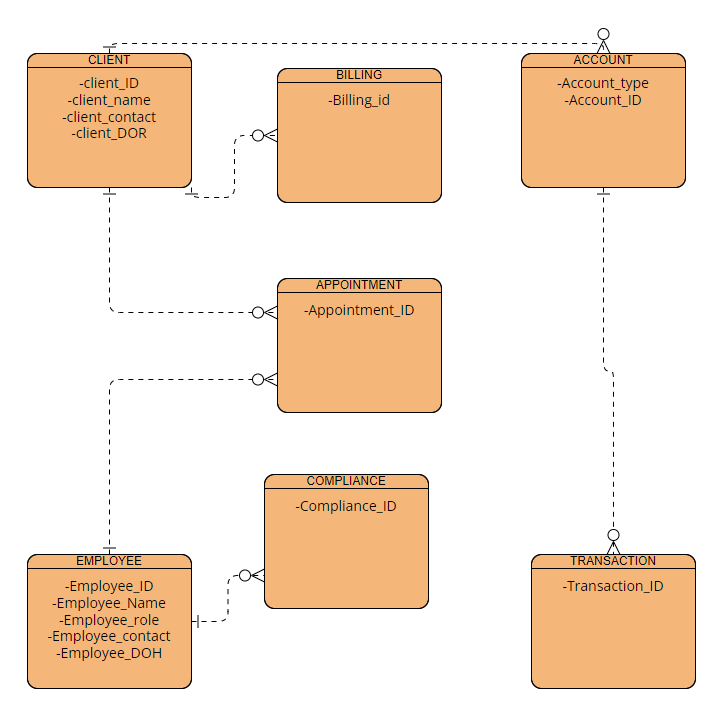 CLIENT
-client_ID
-client_name
-client_contact
-client_DOR
BILLING
-Billing_id
ACCOUNT
-Account_type
-Account_ID
APPOINTMENT
-Appointment_ID
COMPLIANCE
-Compliance_ID
EMPLOYEE
-Employee_ID
-Employee_Name
-Employee_role
-Employee_contact
-Employee_DOH
TRANSACTION
-Transaction_ID